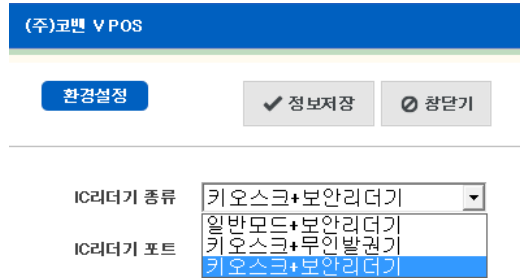 (주)코벤 V POS
환경설정
✓ 정보저장
⊘ 창닫기
IC리더기 종류
키오스크+보안리더기
일반모드+보안리더기
키오스크+무인발권기
키오스크+보안리더기
IC리더기 포트